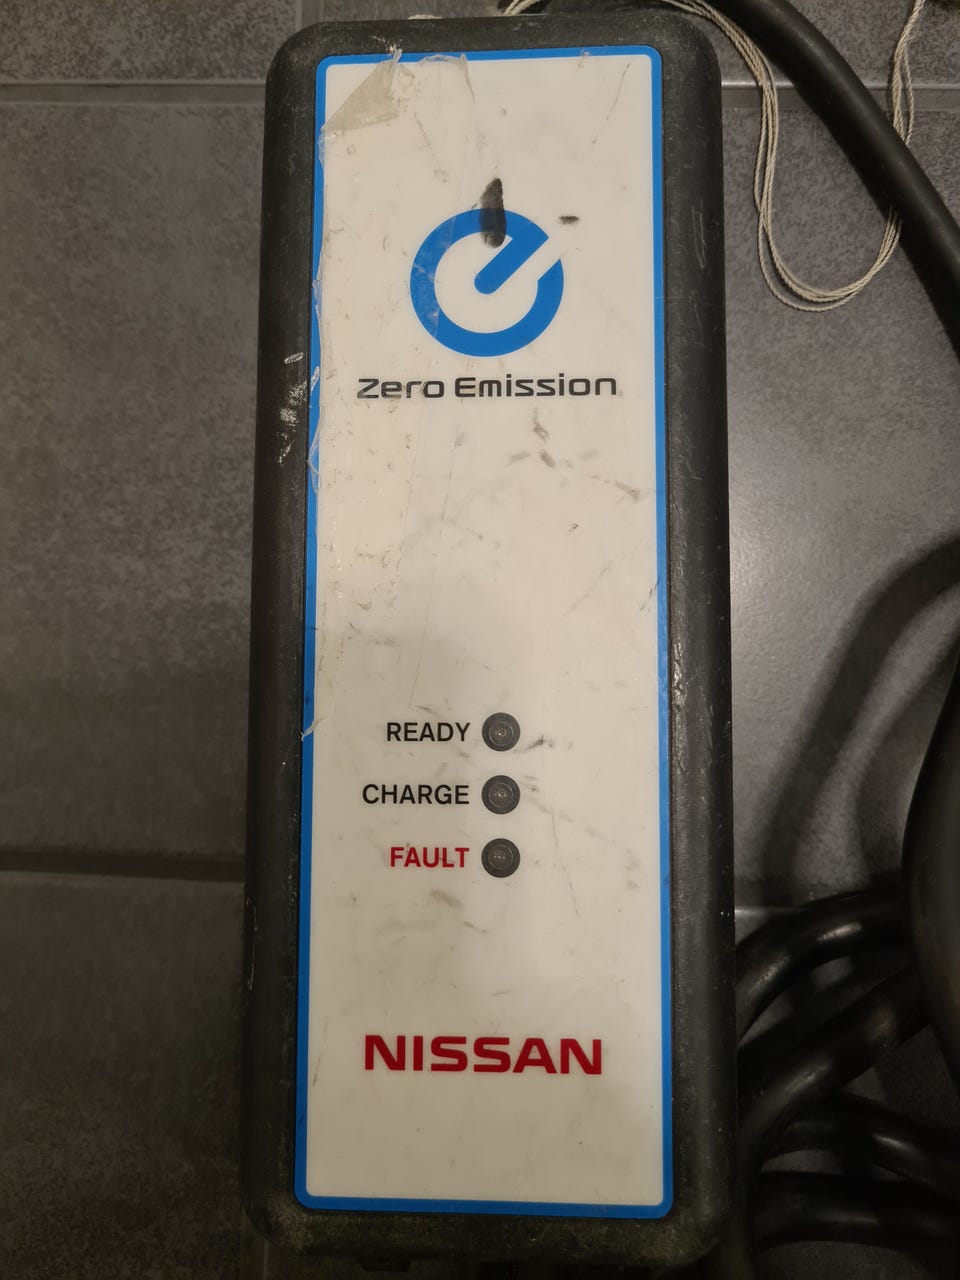 Zero Emission
READY
CHARGE
FAULT
NISSAN